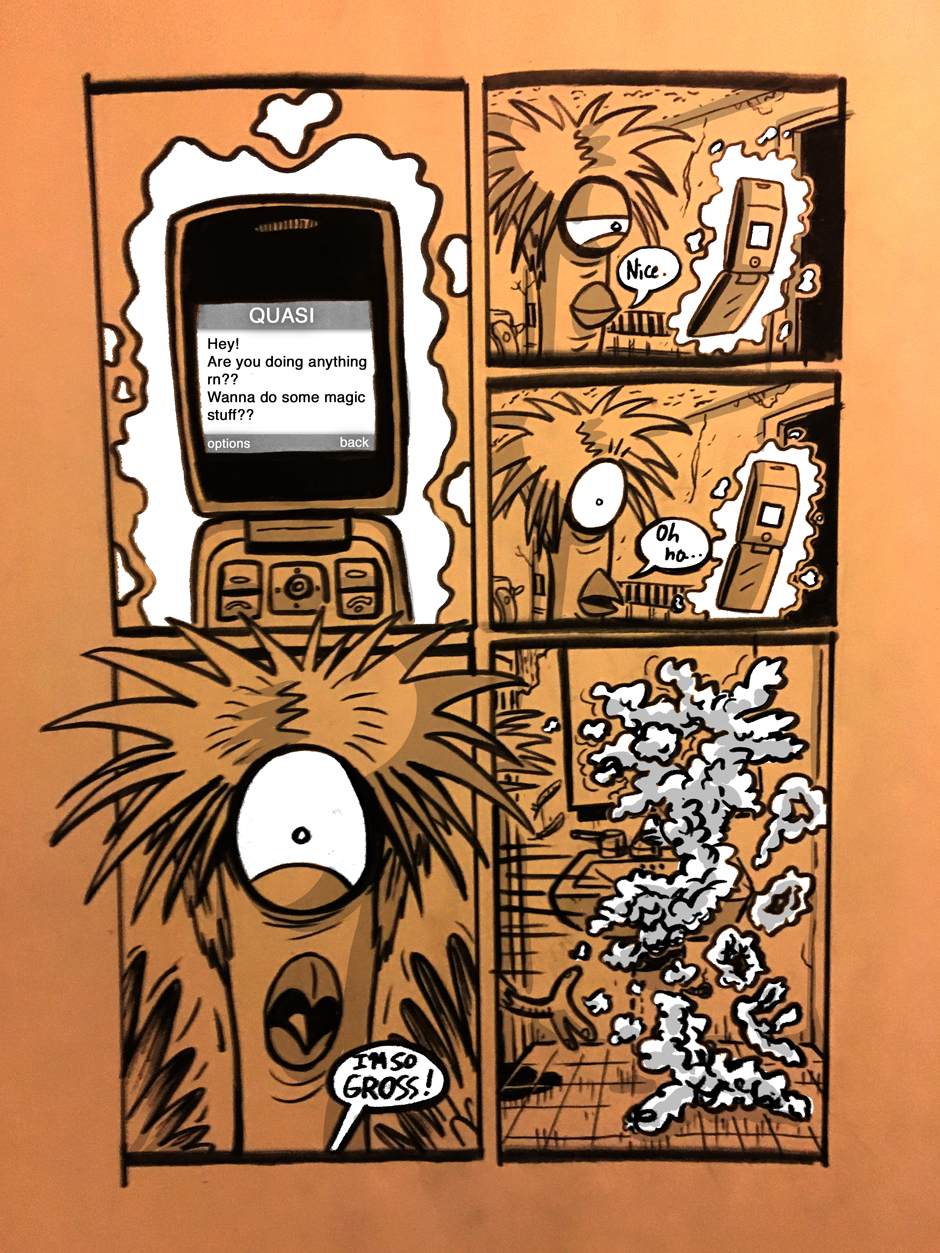 QUASI
Hey!
Are you doing anything
rn??
Wanna do some magic
stuff??
options
back
Nice.
Oh
no..
I'M SO
GROSS!